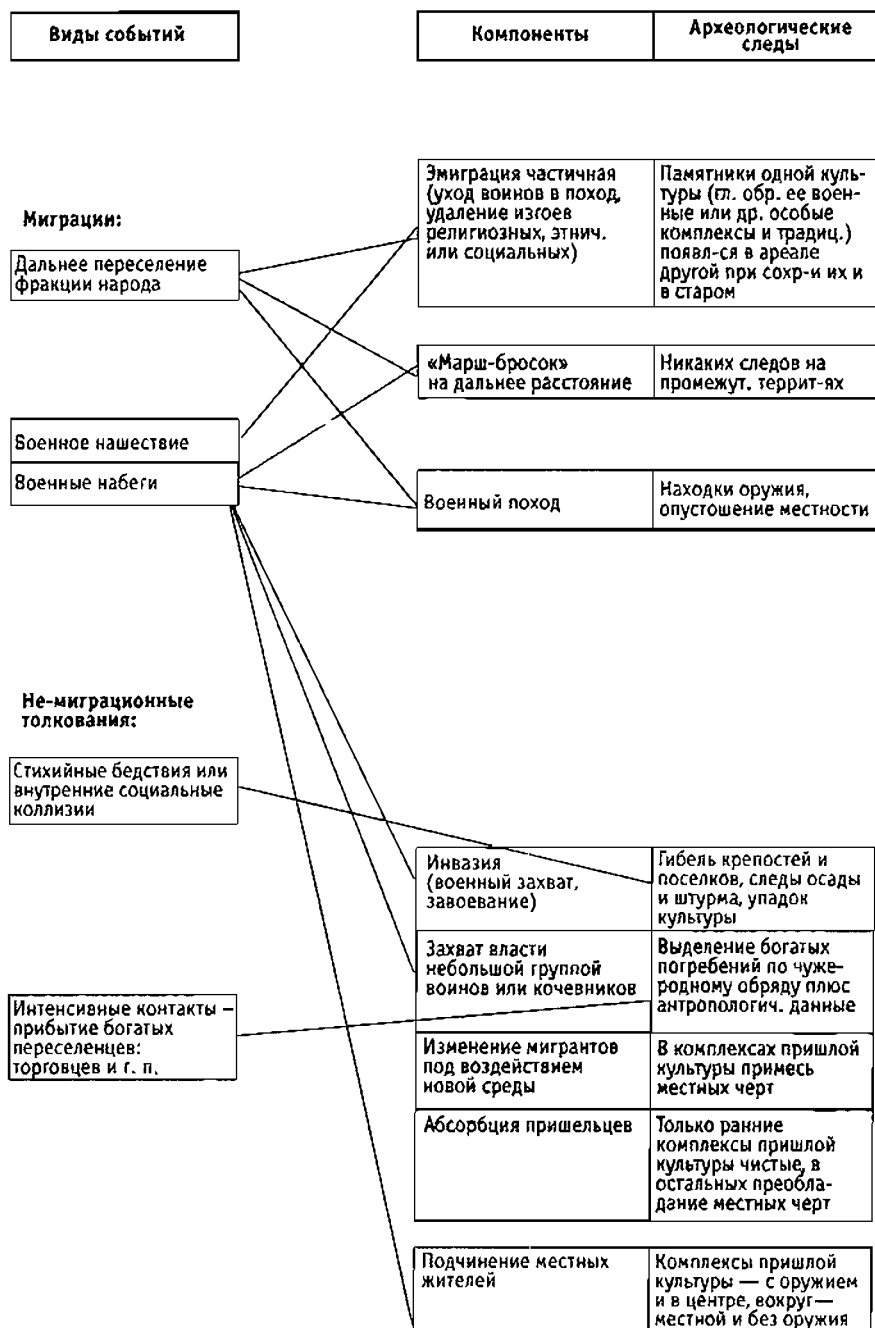 Виды событий
Компоненты
Археологические
следы
Миграции:
Дальнее переселение
фракции народа
Военное нашествие
Военные набеги
Эмиграция частичная
(уход воинов в поход,
удаление изгоев
религиозных, этнич.
или социальных)
Памятники одной куль-
туры (гл. обр. ее воен-
ные или др. особые
комплексы и традиц.)
появл-ся в ареале
другой при сохр-и их и
в старом
«Марш-бросок»
на дальнее расстояние
Никаких следов на
промежут. террит-ях
Военный поход
Находки оружия,
опустошение местности
Не-миграционные
толкования:
Стихийные бедствия или
внутренние социальные
коллизии
Интенсивные контакты –
прибытие богатых
переселенцев:
торговцев и т. п.
Инвазия
(военный захват,
завоевание)
Гибель крепостей и
поселков, следы осады
и штурма, упадок
культуры
Захват власти
небольшой группой
воинов или кочевников
Выделение богатых
погребений по чуже-
родному обряду плюс
антропологич. данные
Изменение мигрантов
под воздействием
новой среды
В комплексах пришлой
культуры примесь
местных черт
Абсорбция пришельцев
Только ранние
комплексы пришлой
культуры чистые, в
остальных преобла-
дание местных черт
Подчинение местных
жителей
Комплексы пришлой
культуры — с оружием
и в центре, вокруг —
местной и без оружия